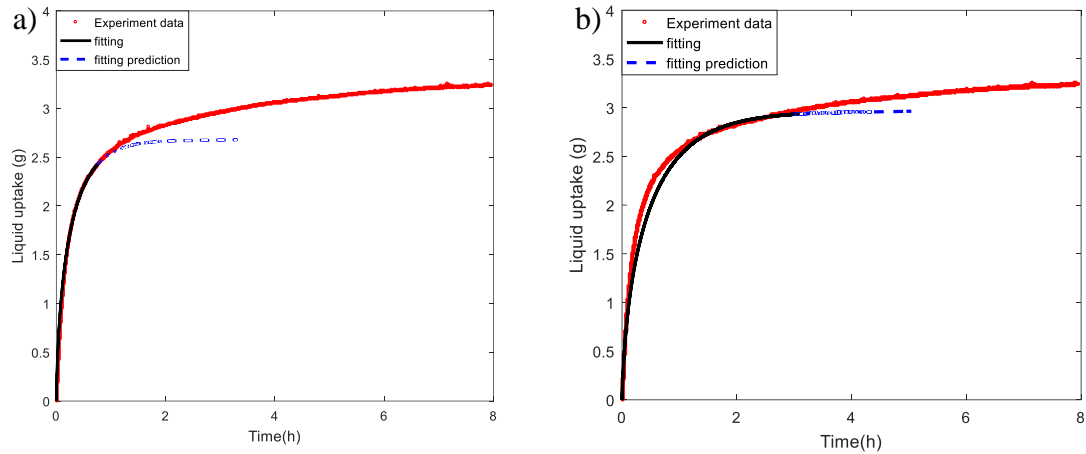 a)
Experiment data
fitting
fitting prediction
4
3.5
3
2.5
2
1.5
1
0.5
0
Liquid uptake (g)
0
2
4
6
8
Time(h)
b)
Experiment data
fitting
fitting prediction
4
3.5
3
2.5
2
1.5
1
0.5
0
Liquid uptake (g)
0
2
4
6
8
Time(h)